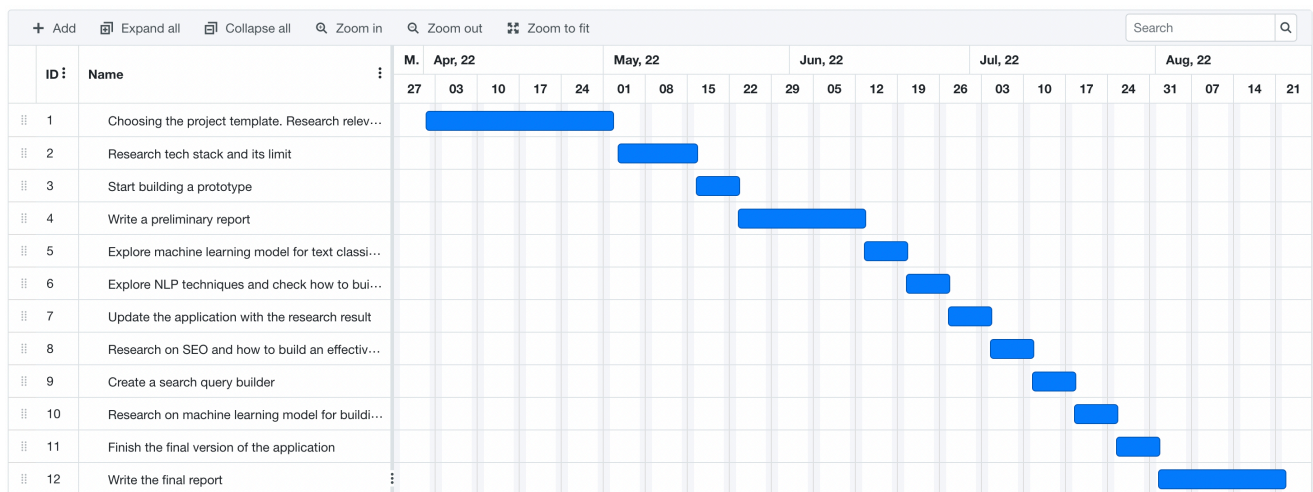 Add Expand all Collapse all Zoom in Zoom out Zoom to fit Search
ID Name
M. Apr, 22 May, 22 Jun, 22 Jul, 22 Aug, 22
27 03 10 17 24 01 08 15 22 29 05 12 19 26 03 10 17 24 31 07 14 21
1 Choosing the project template. Research relev...
2 Research tech stack and its limit
3 Start building a prototype
4 Write a preliminary report
5 Explore machine learning model for text classi...
6 Explore NLP techniques and check how to bui...
7 Update the application with the research result
8 Research on SEO and how to build an effectiv...
9 Create a search query builder
10 Research on machine learning model for buildi...
11 Finish the final version of the application
12 Write the final report